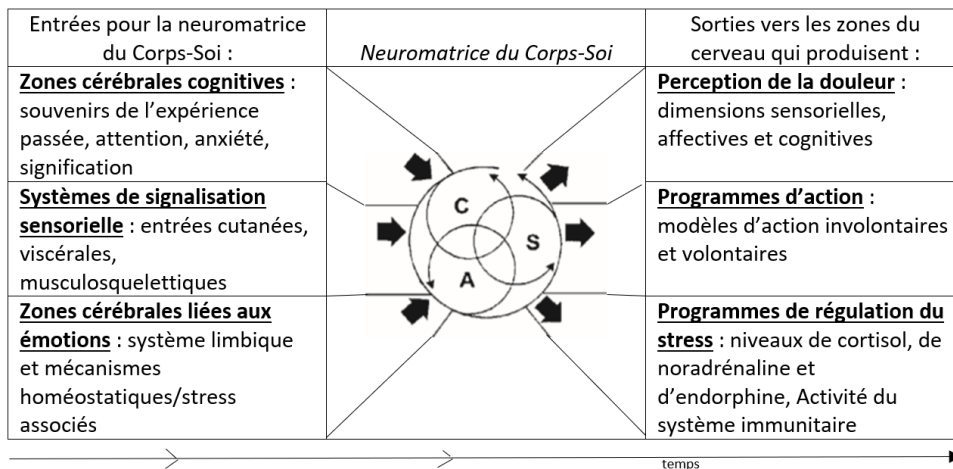 Entrées pour la neuromatrice
du Corps-Soi :
Neuromatrice du Corps-Soi
Sorties vers les zones du
cerveau qui produisent :
Zones cérébrales cognitives :
souvenirs de l’expérience
passée, attention, anxiété,
signification
Systèmes de signalisation
sensorielle : entrées cutanées,
viscérales,
musculosquelettiques
Zones cérébrales liées aux
émotions : système limbique
et mécanismes
homéostatiques/stress
associés
C
S
A
Perception de la douleur :
dimensions sensorielles,
affectives et cognitives
Programmes d’action :
modèles d’action involontaires
et volontaires
Programmes de régulation du
stress : niveaux de cortisol, de
noradrénaline et
d’endorphine, Activité du
système immunitaire
temps